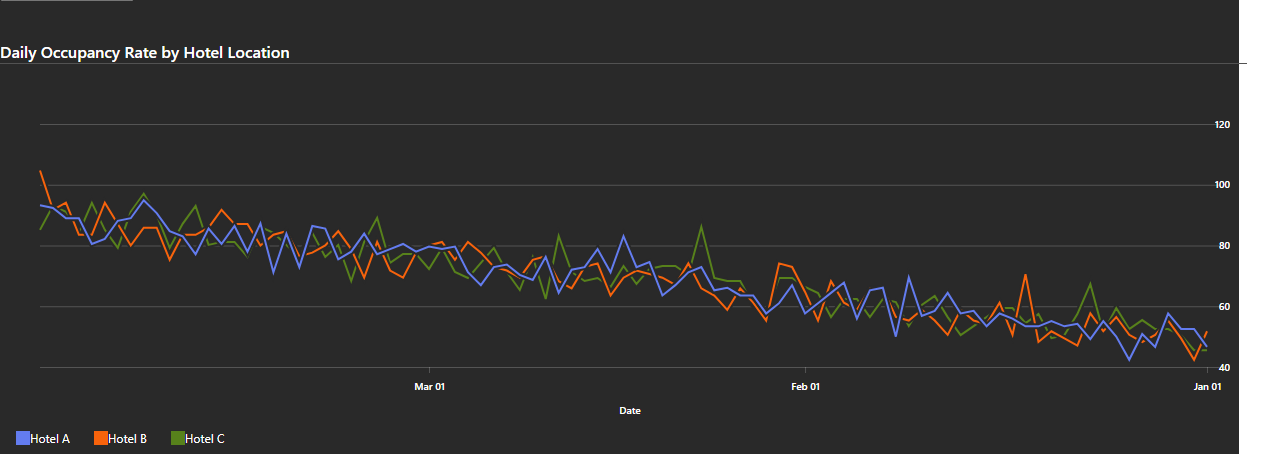 Daily Occupancy Rate by Hotel Location
120
100
80
60
40
Mar 01 Feb 01 Jan 01
Date
Hotel A Hotel B Hotel C